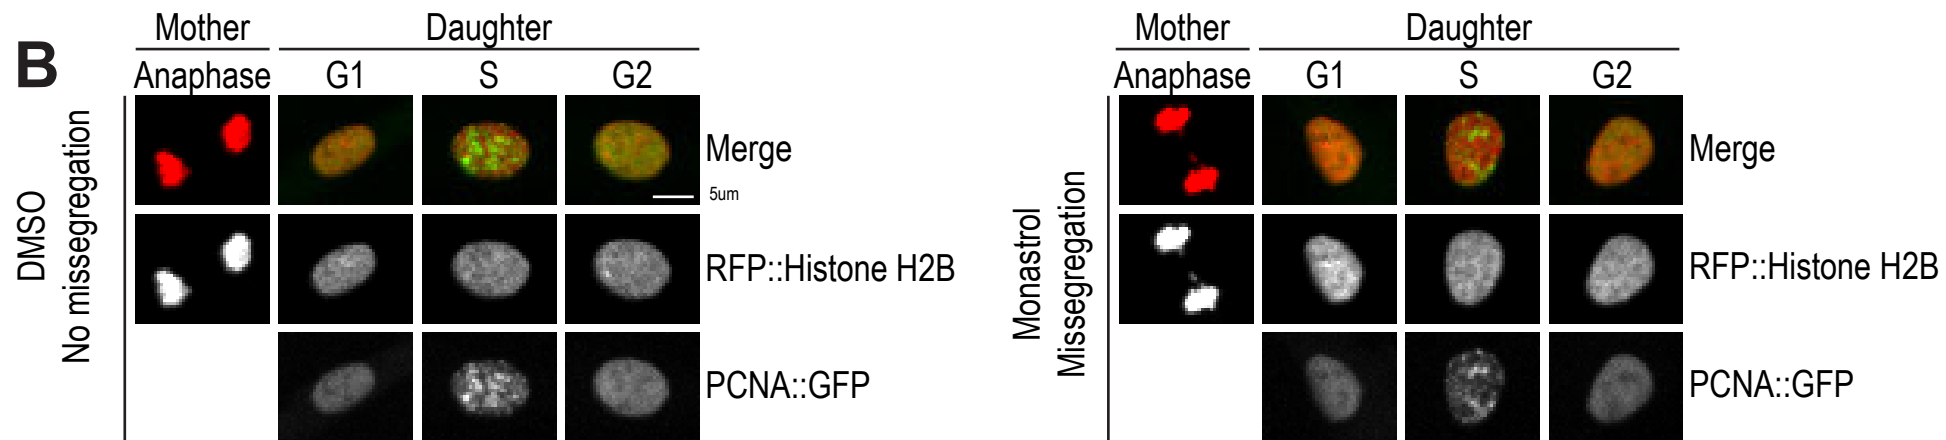 B
Mother
Daughter
Anaphase
G1
S
G2
DMSO
No missegregation
Merge
5um
RFP::Histone H2B
PCNA::GFP
Mother
Daughter
Anaphase
G1
S
G2
Monastrol
Missegregation
Merge
RFP::Histone H2B
PCNA::GFP